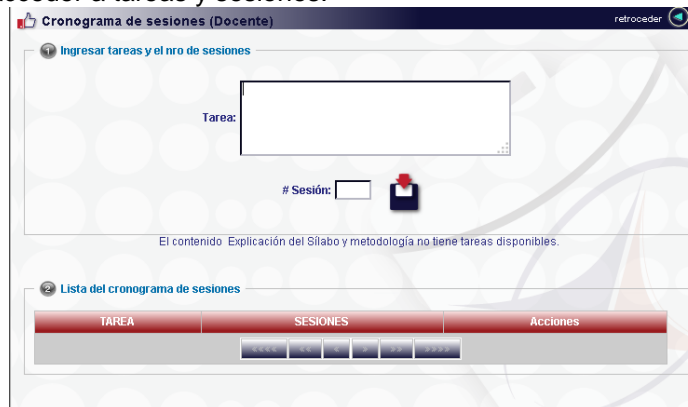 Cronograma de sesiones (Docente)
retroceder
1 Ingresar tareas y el nro de sesiones
Tarea:
# Sesión:
El contenido Explicación del Sílabo y metodología no tiene tareas disponibles.
2 Lista del cronograma de sesiones
TAREA SESIONES Acciones
<<<< << < > >> >>>>